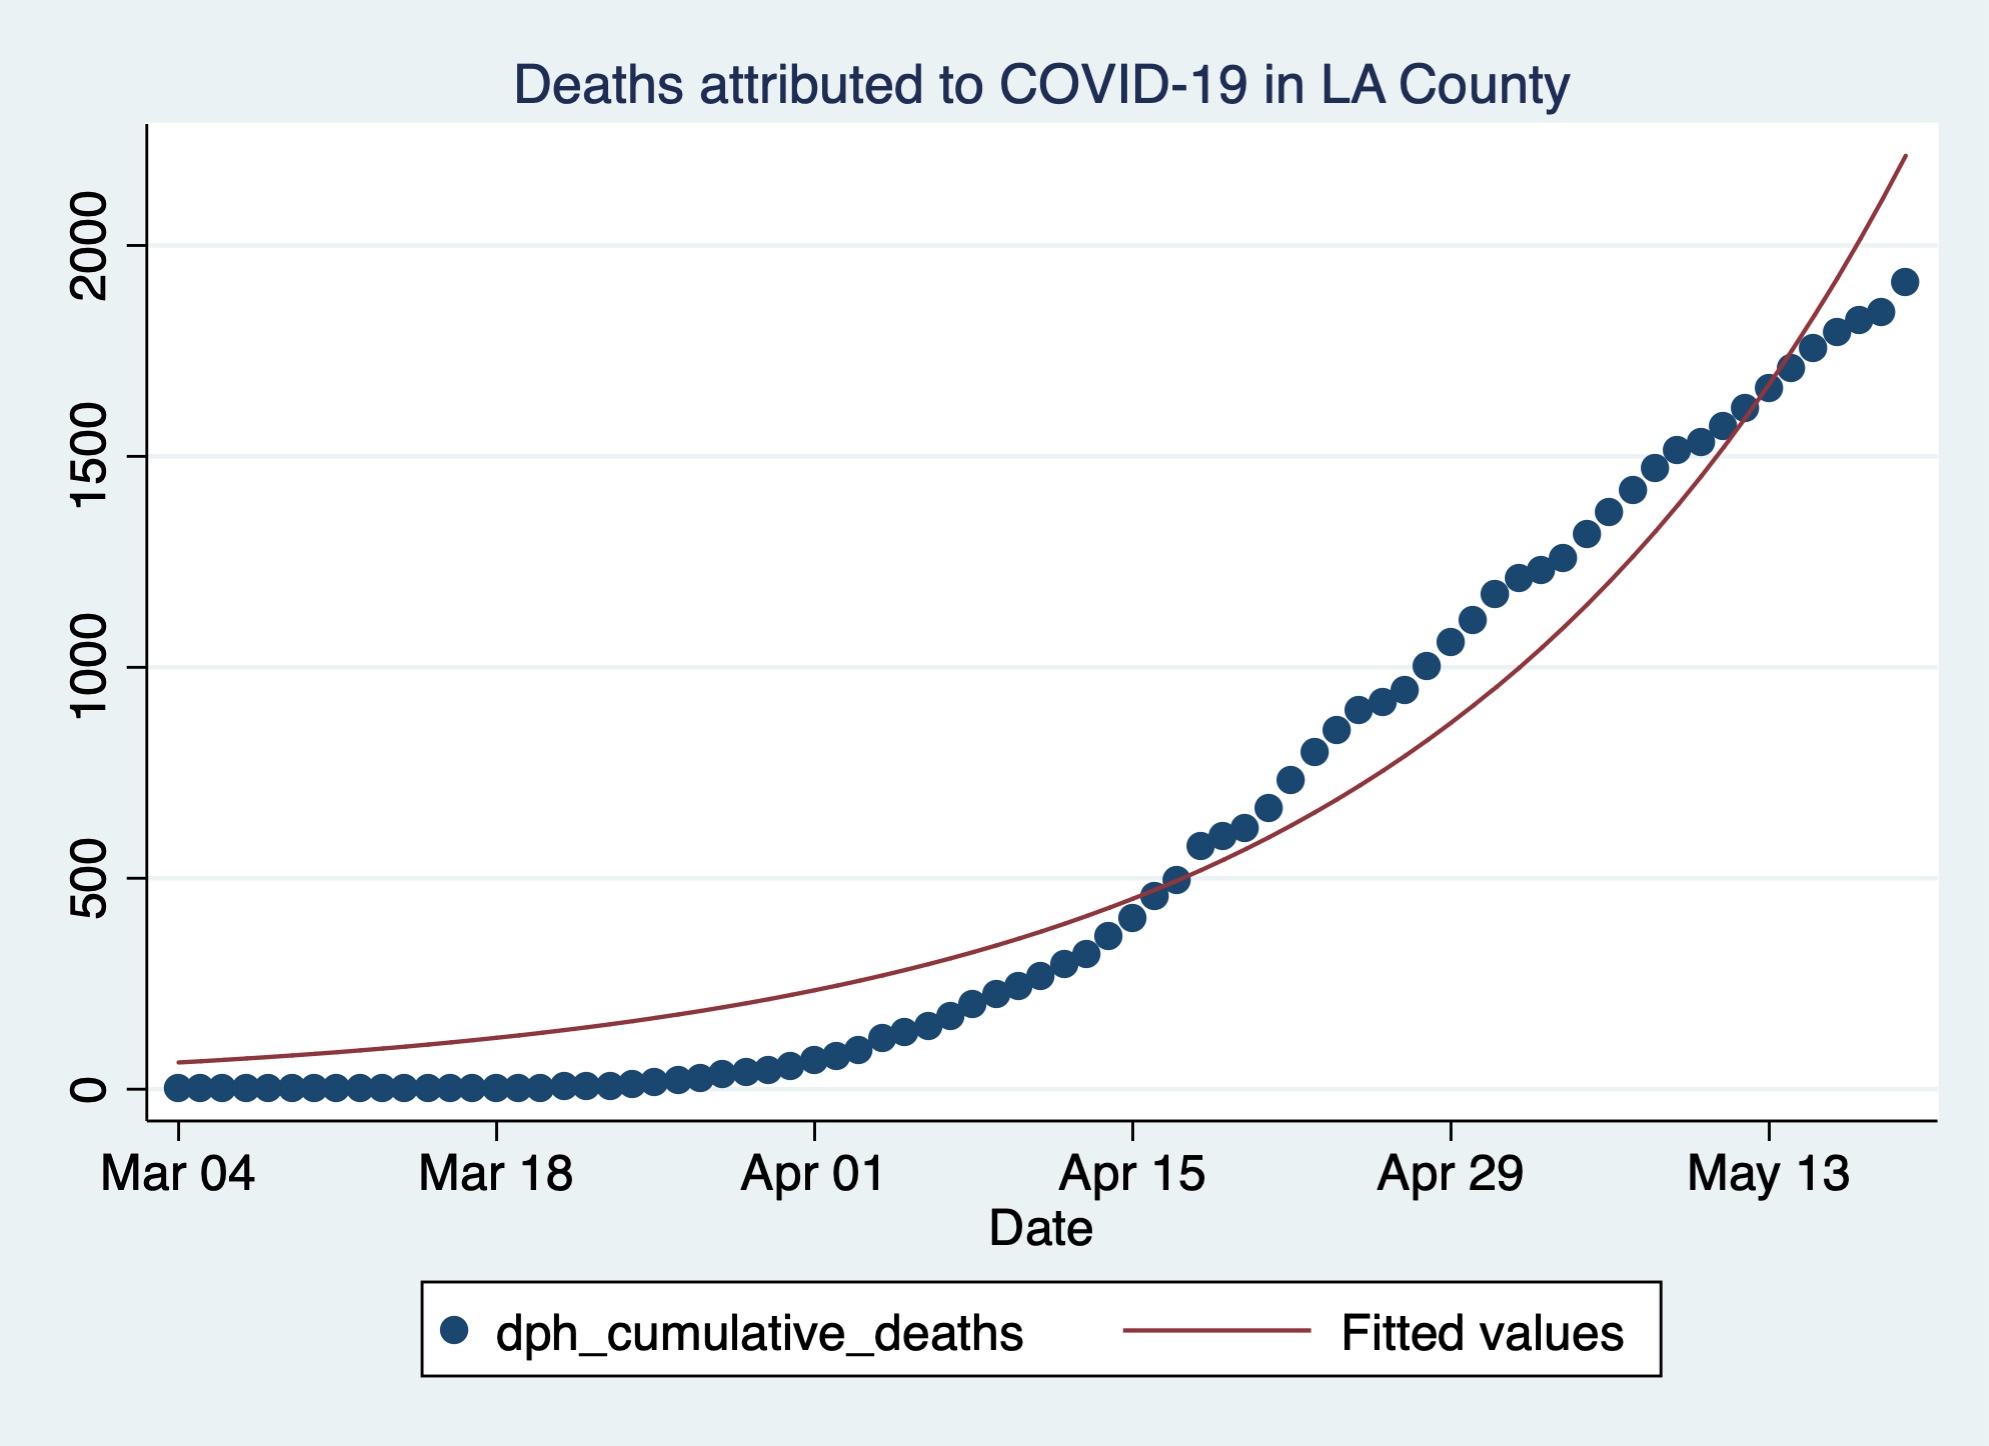 Deaths attributed to COVID-19 in LA County
2000
1500
1000
500
0
Mar 04 Mar 18 Apr 01 Apr 15 Apr 29 May 13
Date
dph_cumulative_deaths Fitted values